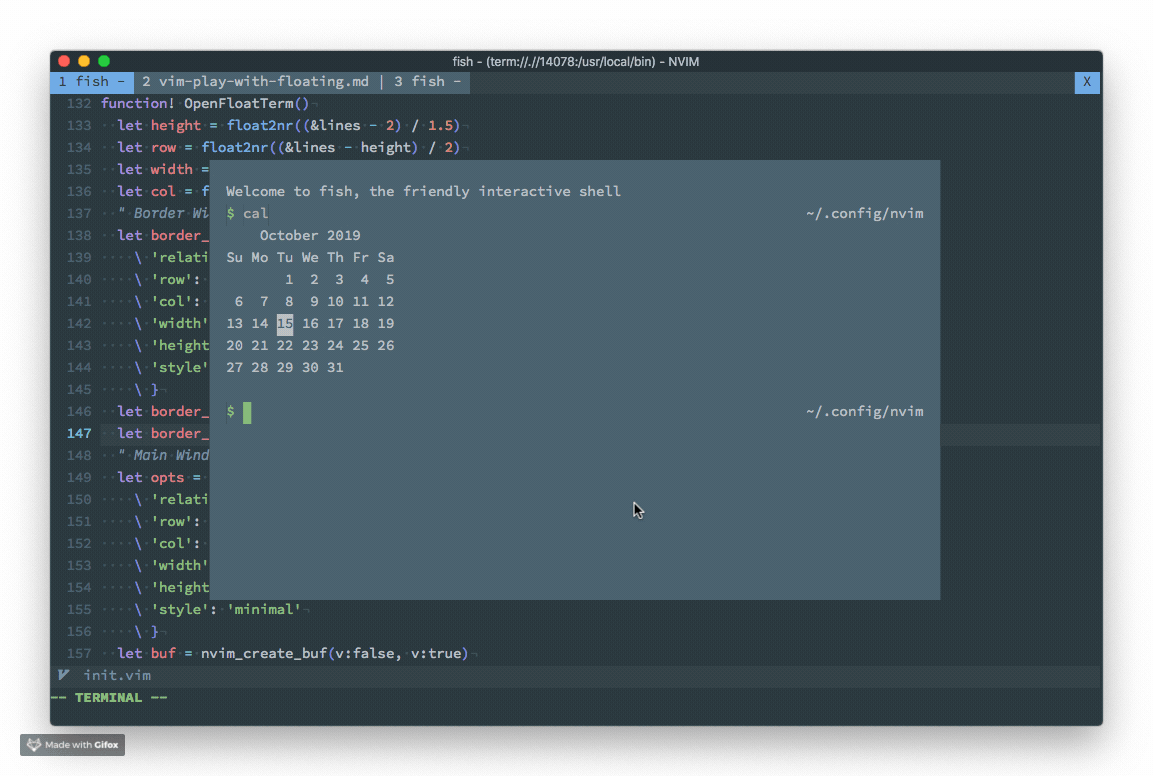 fish - (term://.//14078:/usr/local/bin) - NVIM
1 fish - 2 vim-play-with-floating.md | 3 fish - X
132 function! OpenFloatTerm()¬
133 ··let height = float2nr((&lines - 2) / 1.5)¬
134 ··let row = float2nr((&lines - height) / 2)¬
135 ··let width =
136 ··let col = f
137 ··" Border Wi
138 ··let border_
139 ····\ 'relati
140 ····\ 'row':
141 ····\ 'col':
142 ····\ 'width'
143 ····\ 'height
144 ····\ 'style'
145 ····\ }¬
146 ··let border_
147 ··let border_
148 ··" Main Wind
149 ··let opts =
150 ····\ 'relati
151 ····\ 'row':
152 ····\ 'col':
153 ····\ 'width'
154 ····\ 'height
155 ····\ 'style': 'minimal'¬
156 ····\ }¬
157 ··let buf = nvim_create_buf(v:false, v:true)¬
Welcome to fish, the friendly interactive shell
$ cal ~/.config/nvim
October 2019
Su Mo Tu We Th Fr Sa
1 2 3 4 5
6 7 8 9 10 11 12
13 14 15 16 17 18 19
20 21 22 23 24 25 26
27 28 29 30 31
$ ~/.config/nvim
init.vim
-- TERMINAL --
Made with Gifox